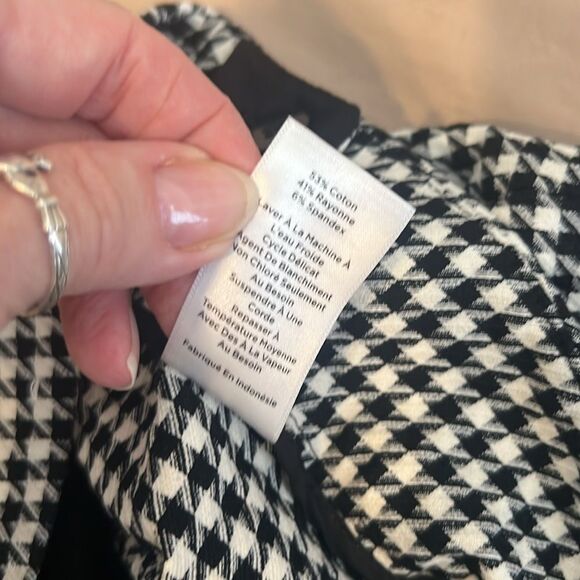 53% Coton
41% Rayonne
6% Spandex
Laver À La Machine À
L'eau Froide
Cycle Délicat
Agent De Blanchiment
Non Chloré Seulement
Au Besoin
Suspendre À Une
Corde
Repasser À
Température Moyenne
Avec Des À La Vapeur
Au Besoin
Fabriqué En Indonésie